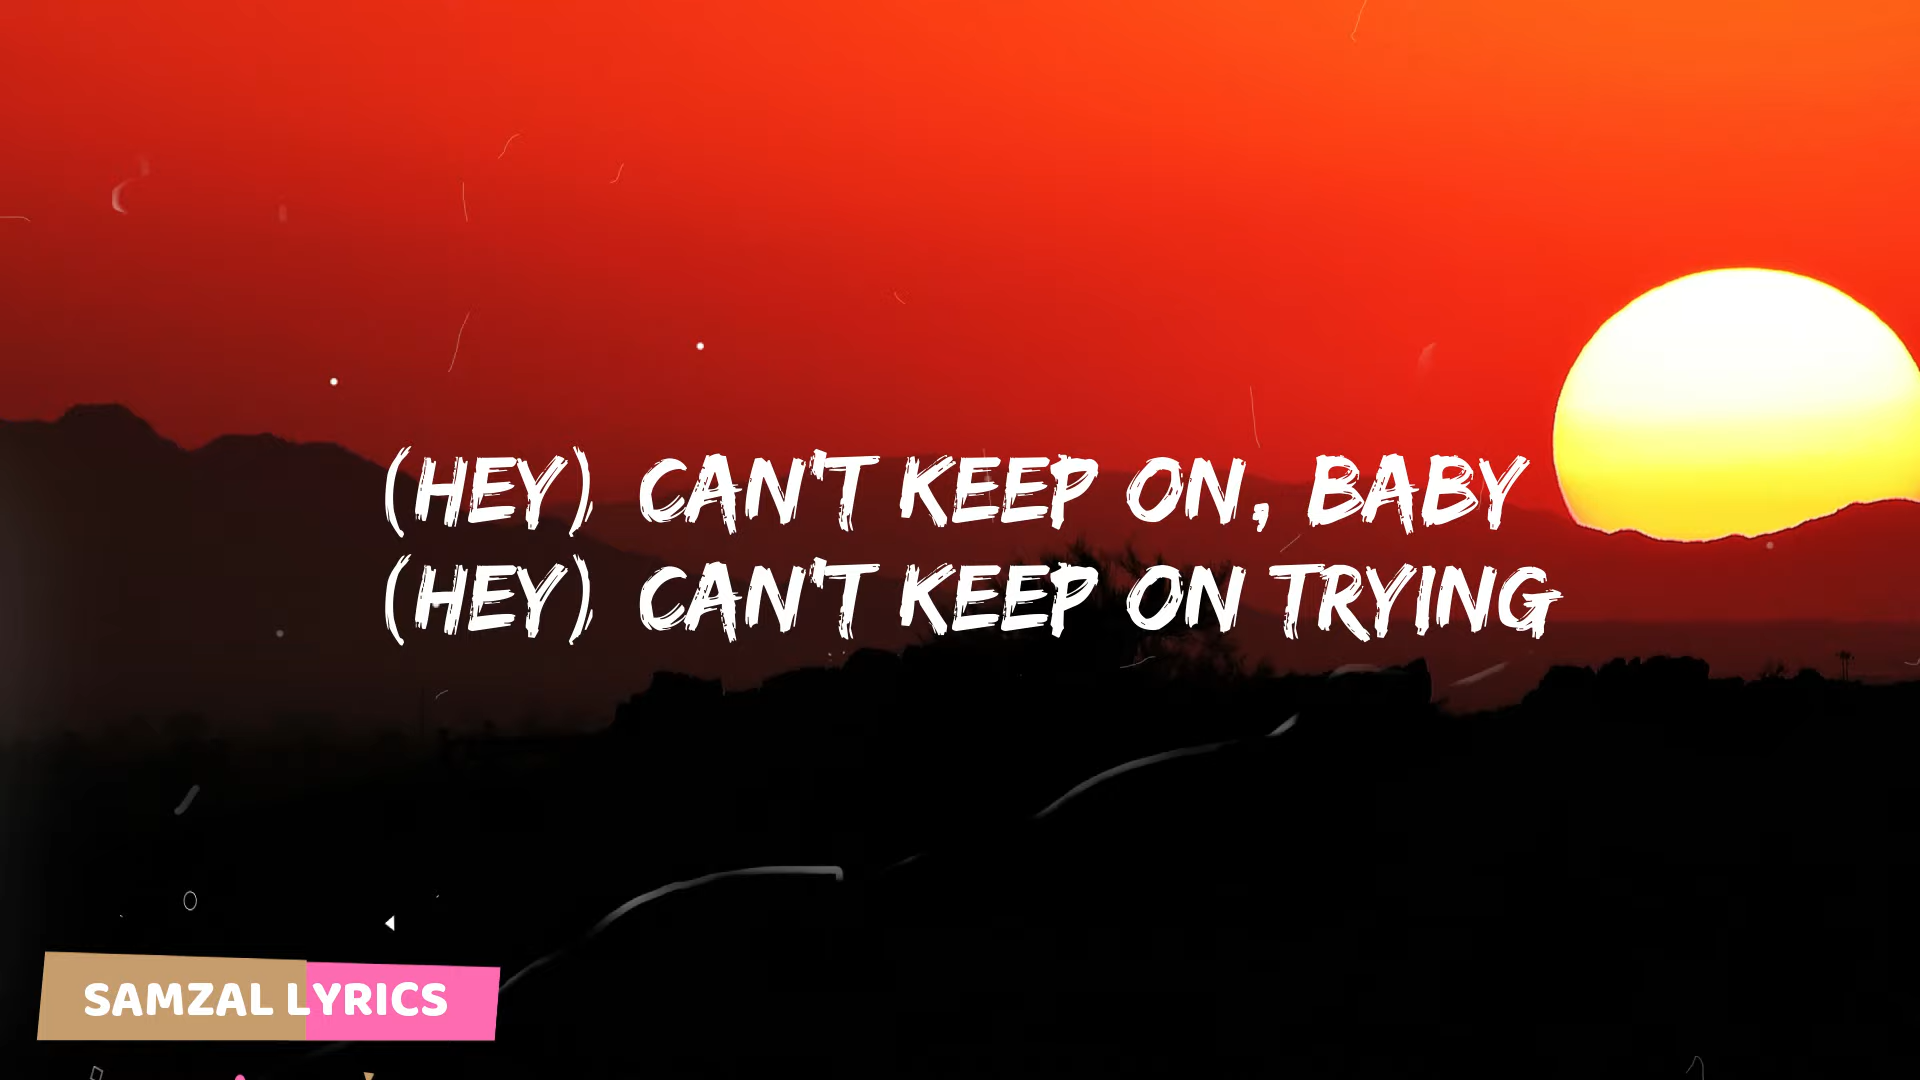 (HEY) CAN'T KEEP ON, BABY
(HEY) CAN'T KEEP ON TRYING
SAMZAL LYRICS